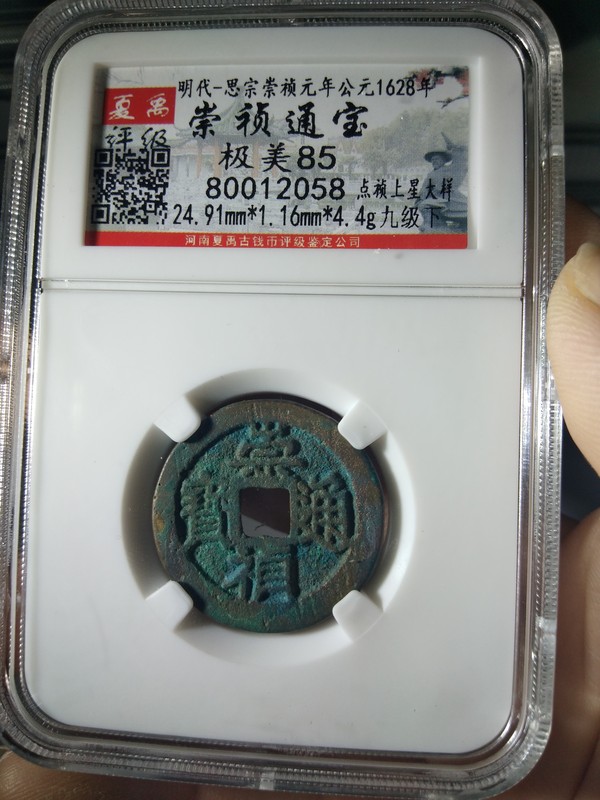 明代-思宗崇祯元年公元1628年
夏禹
评级
崇祯通宝
极美85
80012058 点祯上星大样
24.91mm*1.16mm*4.4g九级下
河南夏禹古钱币评级鉴定公司
崇禎通寶